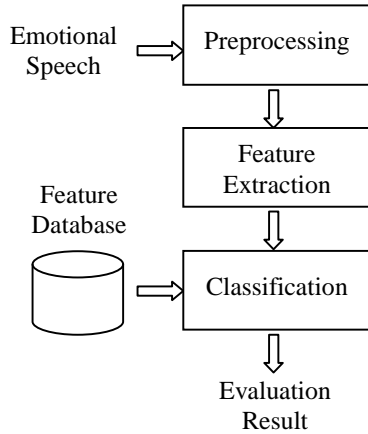 Emotional
Speech
Preprocessing
Feature
Extraction
Feature
Database
Classification
Evaluation
Result